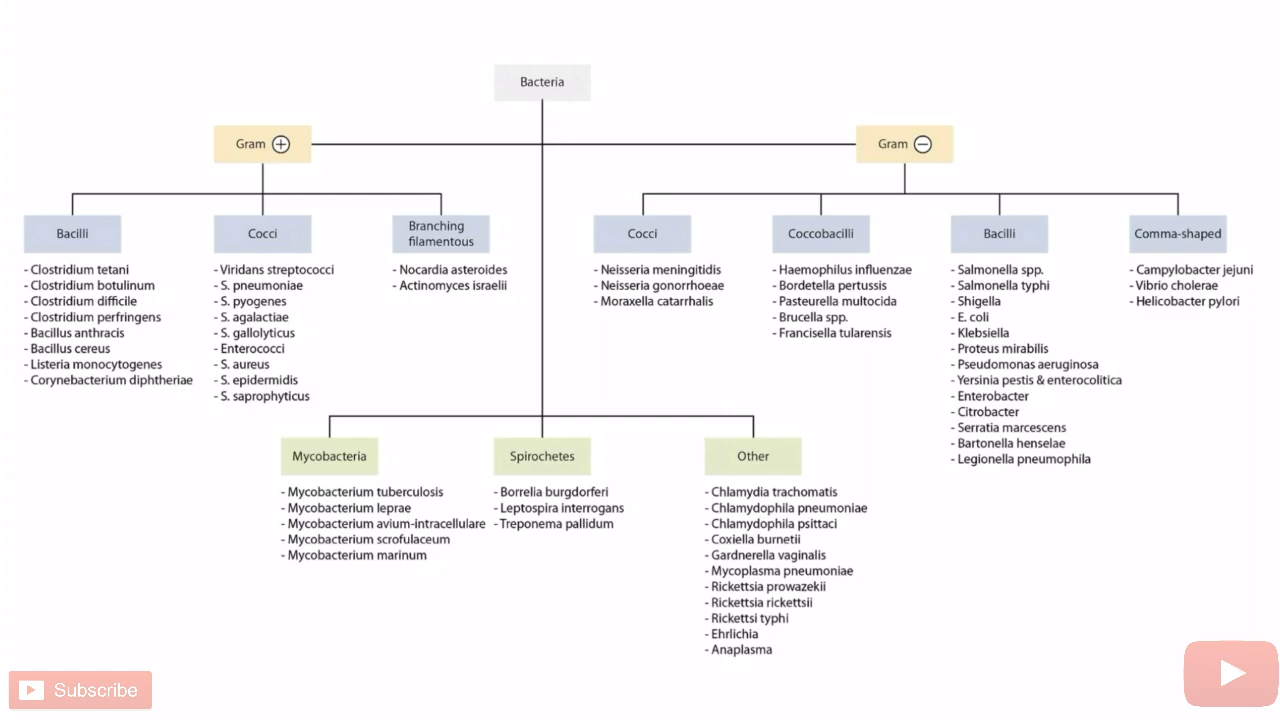 Bacteria
Gram +
Gram −
Bacilli
- Clostridium tetani
- Clostridium botulinum
- Clostridium difficile
- Clostridium perfringens
- Bacillus anthracis
- Bacillus cereus
- Listeria monocytogenes
- Corynebacterium diphtheriae
Cocci
- Viridans streptococci
- S. pneumoniae
- S. pyogenes
- S. agalactiae
- S. gallolyticus
- Enterococci
- S. aureus
- S. epidermidis
- S. saprophyticus
Branching
filamentous
- Nocardia asteroides
- Actinomyces israelii
Cocci
- Neisseria meningitidis
- Neisseria gonorrhoeae
- Moraxella catarrhalis
Coccobacilli
- Haemophilus influenzae
- Bordetella pertussis
- Pasteurella multocida
- Brucella spp.
- Francisella tularensis
Bacilli
- Salmonella spp.
- Salmonella typhi
- Shigella
- E. coli
- Klebsiella
- Proteus mirabilis
- Pseudomonas aeruginosa
- Yersinia pestis & enterocolitica
- Enterobacter
- Citrobacter
- Serratia marcescens
- Bartonella henselae
- Legionella pneumophila
Comma-shaped
- Campylobacter jejuni
- Vibrio cholerae
- Helicobacter pylori
Mycobacteria
- Mycobacterium tuberculosis
- Mycobacterium leprae
- Mycobacterium avium-intracellulare
- Mycobacterium scrofulaceum
- Mycobacterium marinum
Spirochetes
- Borrelia burgdorferi
- Leptospira interrogans
- Treponema pallidum
Other
- Chlamydia trachomatis
- Chlamydophila pneumoniae
- Chlamydophila psittaci
- Coxiella burnetii
- Gardnerella vaginalis
- Mycoplasma pneumoniae
- Rickettsia prowazekii
- Rickettsia rickettsii
- Rickettsi typhi
- Ehrlichia
- Anaplasma
Subscribe